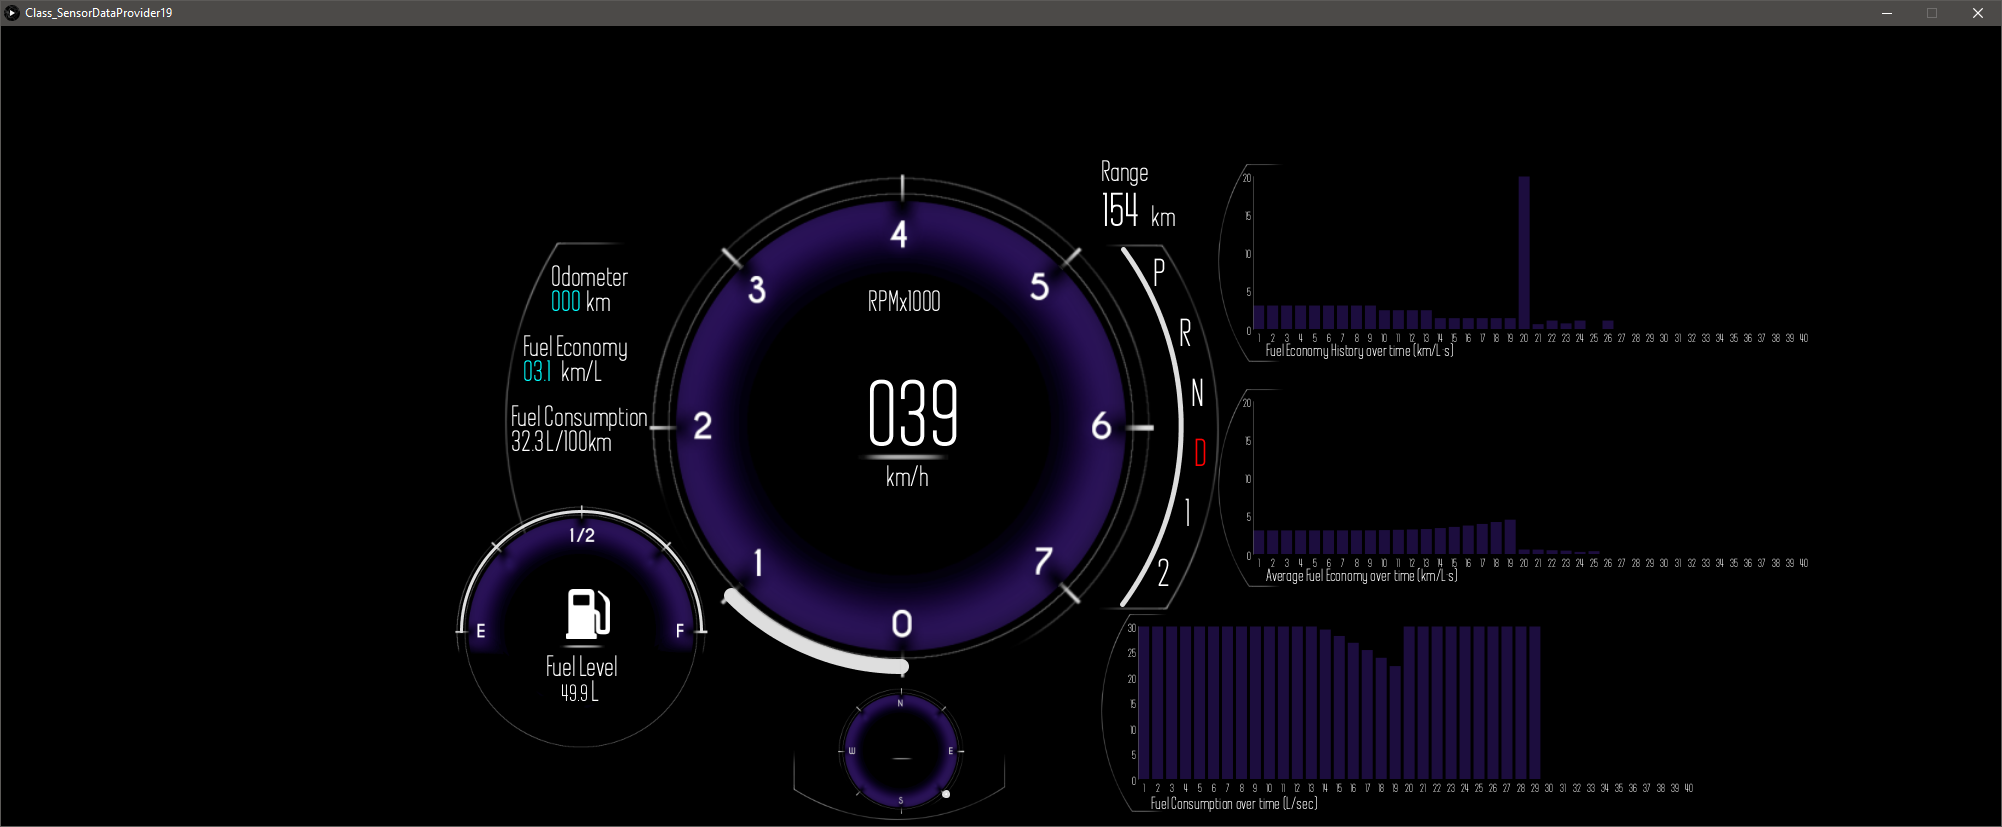 Class_SensorDataProvider19
Range
154 km
Odometer
000 km
Fuel Economy
03.1 km/L
Fuel Consumption
32.3 L/100km
4
3
5
RPMx1000
2
6
039
km/h
1
7
0
P
R
N
D
1
2
1/2
E
F
Fuel Level
49.9 L
N
W
E
S
20
15
10
5
0
1 2 3 4 5 6 7 8 9 10 11 12 13 14 15 16 17 18 19 20 21 22 23 24 25 26 27 28 29 30 31 32 33 34 35 36 37 38 39 40
Fuel Economy History over time (km/L s)
20
15
10
5
0
1 2 3 4 5 6 7 8 9 10 11 12 13 14 15 16 17 18 19 20 21 22 23 24 25 26 27 28 29 30 31 32 33 34 35 36 37 38 39 40
Average Fuel Economy over time (km/L s)
30
25
20
15
10
5
0
1 2 3 4 5 6 7 8 9 10 11 12 13 14 15 16 17 18 19 20 21 22 23 24 25 26 27 28 29 30 31 32 33 34 35 36 37 38 39 40
Fuel Consumption over time (L/sec)